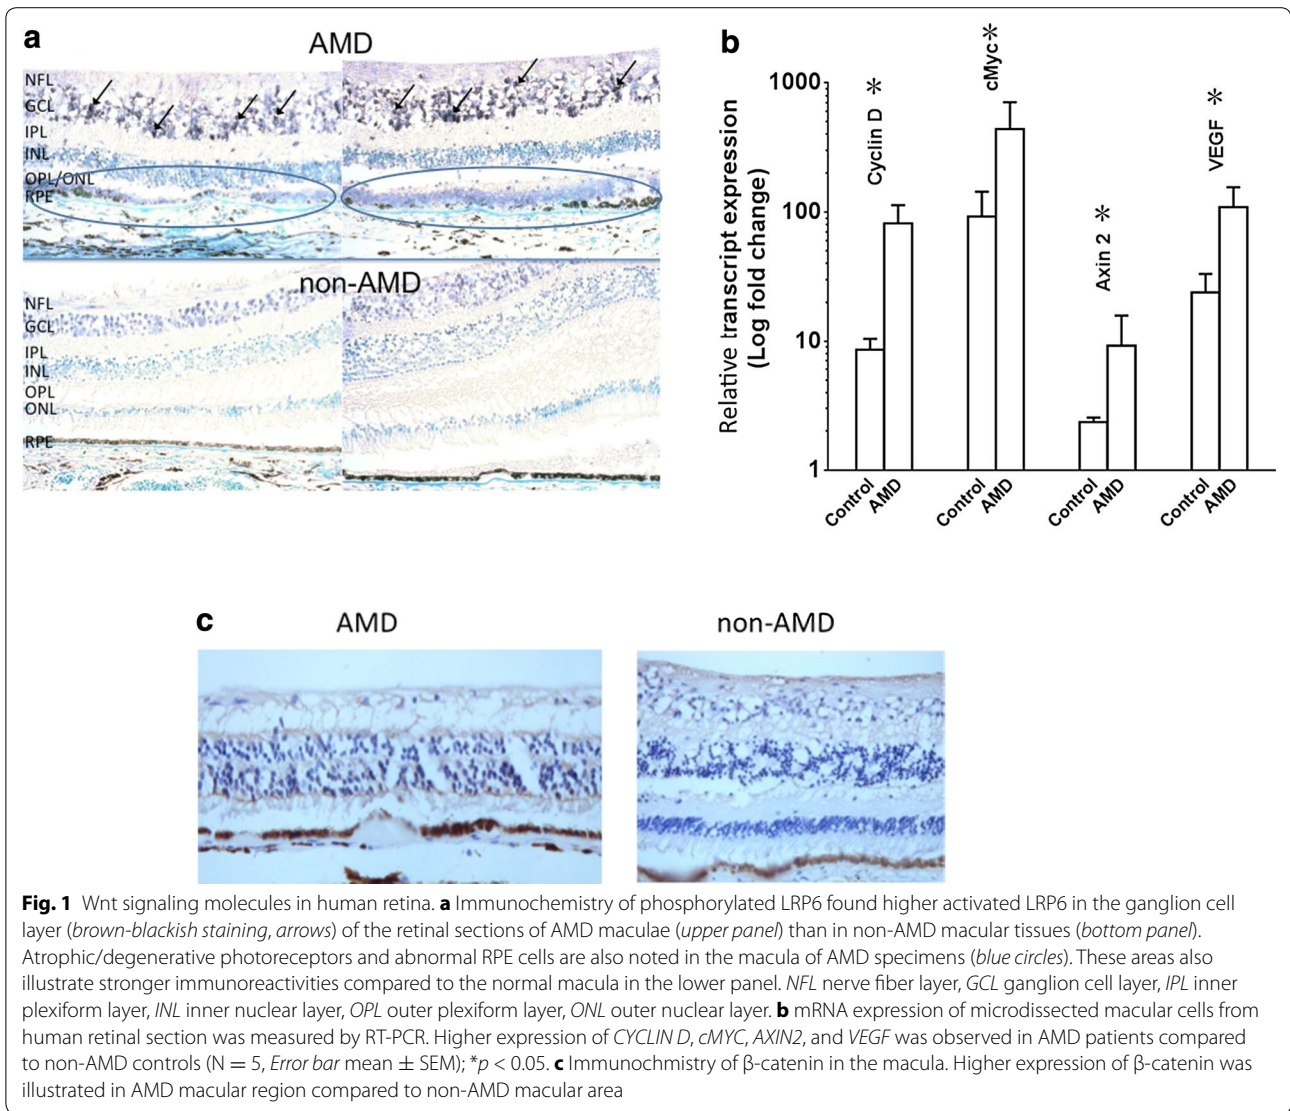 a
AMD
NFL
GCL
IPL
INL
OPL/ONL
RPE
non-AMD
NFL
GCL
IPL
INL
OPL
ONL
RPE
b
Relative transcript expression
(Log fold change)
1000
100
10
1
Cyclin D *
cMyc*
Axin 2 *
VEGF *
Control
AMD
Control
AMD
Control
AMD
Control
AMD
c
AMD
non-AMD
Fig. 1 Wnt signaling molecules in human retina. a Immunochemistry of phosphorylated LRP6 found higher activated LRP6 in the ganglion cell
layer (brown-blackish staining, arrows) of the retinal sections of AMD maculae (upper panel) than in non-AMD macular tissues (bottom panel).
Atrophic/degenerative photoreceptors and abnormal RPE cells are also noted in the macula of AMD specimens (blue circles). These areas also
illustrate stronger immunoreactivities compared to the normal macula in the lower panel. NFL nerve fiber layer, GCL ganglion cell layer, IPL inner
plexiform layer, INL inner nuclear layer, OPL outer plexiform layer, ONL outer nuclear layer. b mRNA expression of microdissected macular cells from
human retinal section was measured by RT-PCR. Higher expression of CYCLIN D, cMYC, AXIN2, and VEGF was observed in AMD patients compared
to non-AMD controls (N = 5, Error bar mean ± SEM); *p < 0.05. c Immunochmistry of β-catenin in the macula. Higher expression of β-catenin was
illustrated in AMD macular region compared to non-AMD macular area